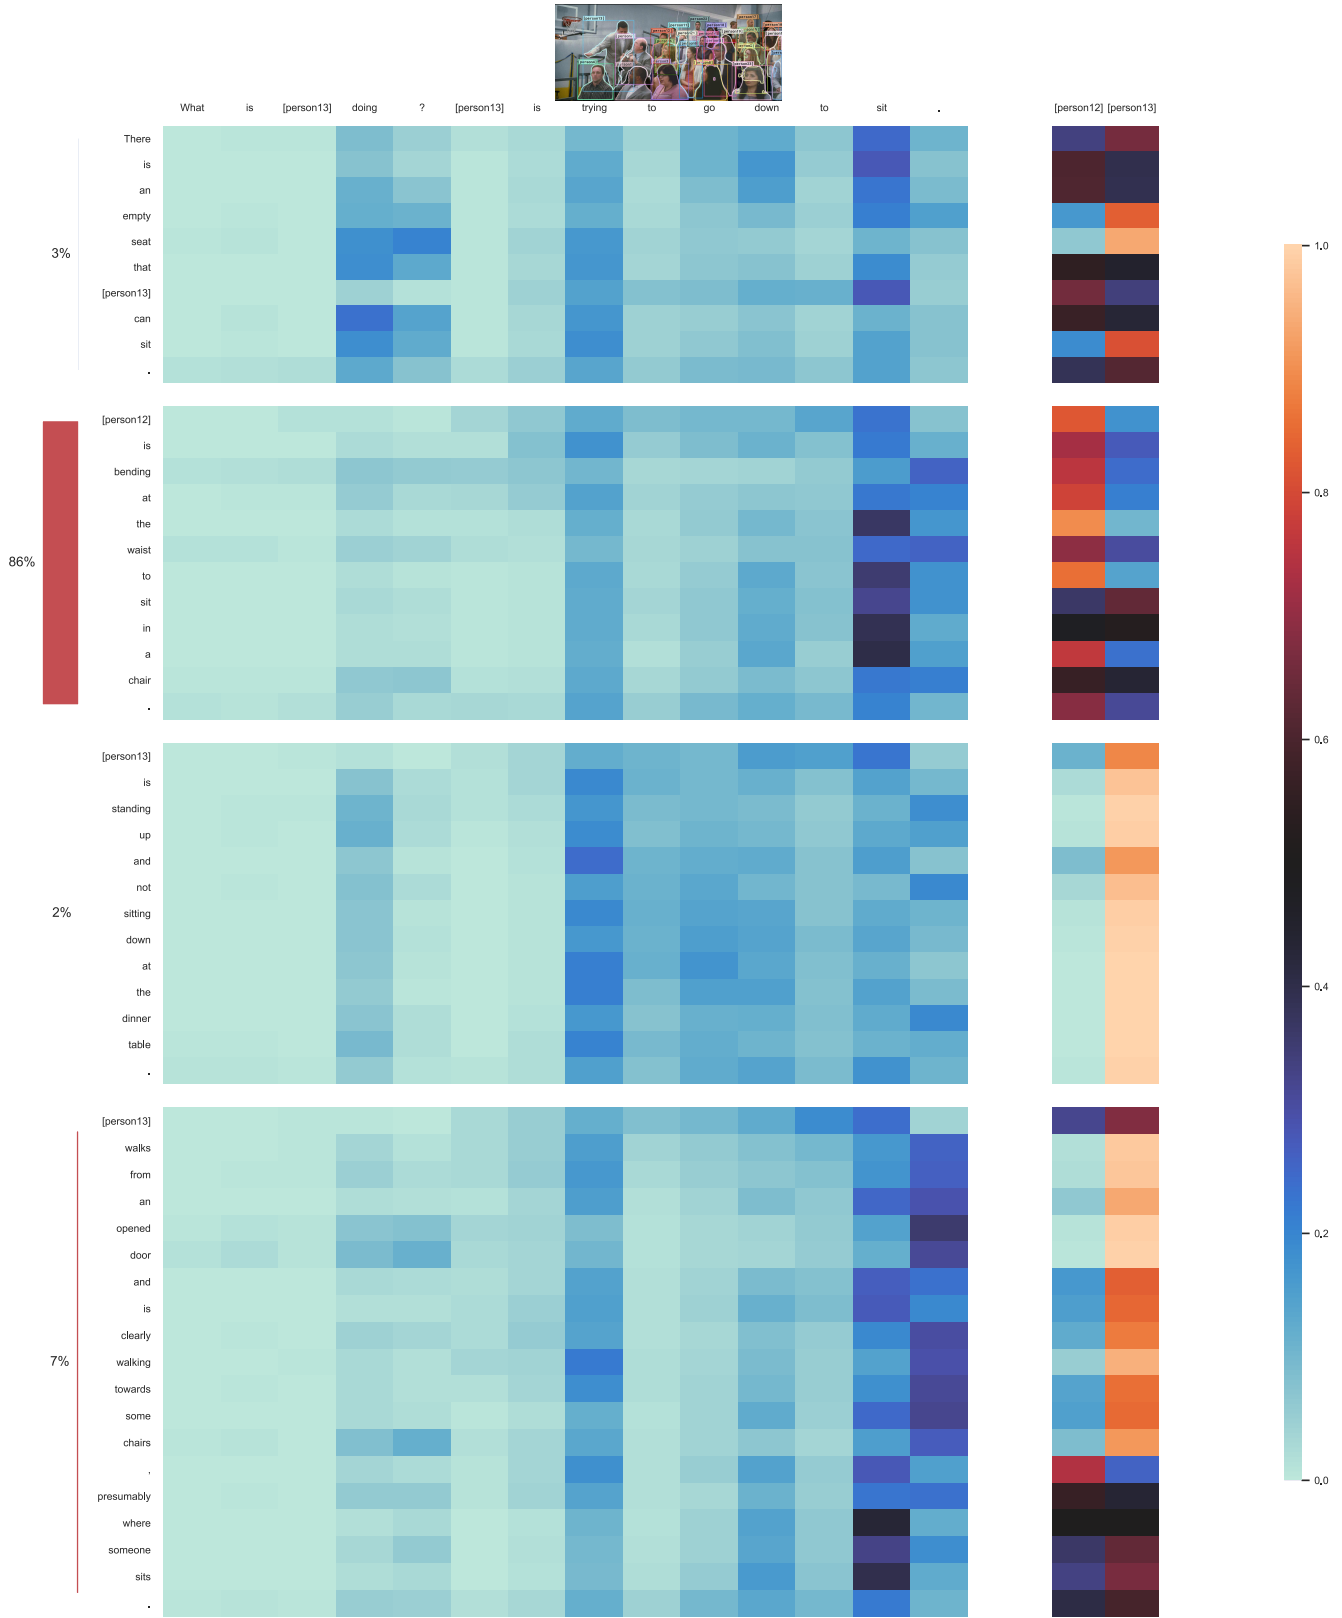 What is [person13] doing ? [person13] is trying to go down to sit . [person12] [person13]
There
is
an
empty
seat
that
[person13]
can
sit
.
3%
[person12]
is
bending
at
the
waist
to
sit
in
a
chair
.
86%
[person13]
is
standing
up
and
not
sitting
down
at
the
dinner
table
.
2%
[person13]
walks
from
an
opened
door
and
is
clearly
walking
towards
some
chairs
,
presumably
where
someone
sits
.
7%
1.0
0.8
0.6
0.4
0.2
0.0